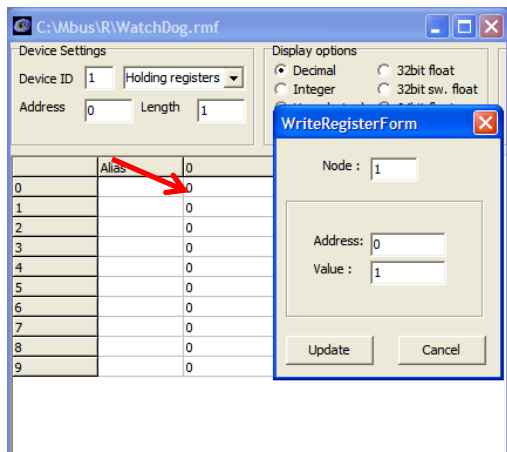 C:\Mbus\R\WatchDog.rmf
Device Settings
Device ID 1 Holding registers
Address 0 Length 1
Display options
Decimal 32bit float
Integer 32bit sw. float
WriteRegisterForm
Node : 1
Address: 0
Value : 1
Update Cancel
Alias 0
0 0
1 0
2 0
3 0
4 0
5 0
6 0
7 0
8 0
9 0